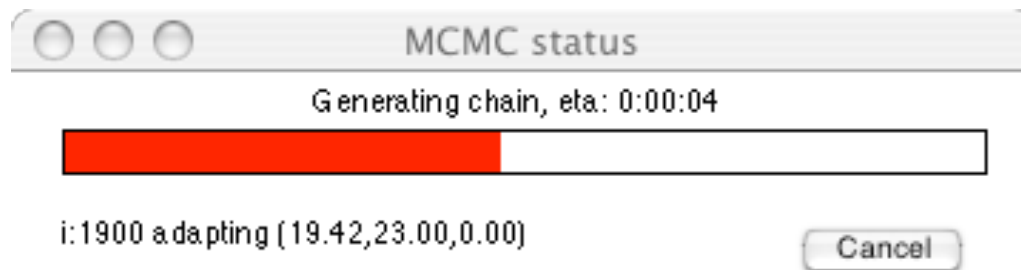 MCMC status
Generating chain, eta: 0:00:04
i:1900 adapting (19.42,23.00,0.00)
Cancel